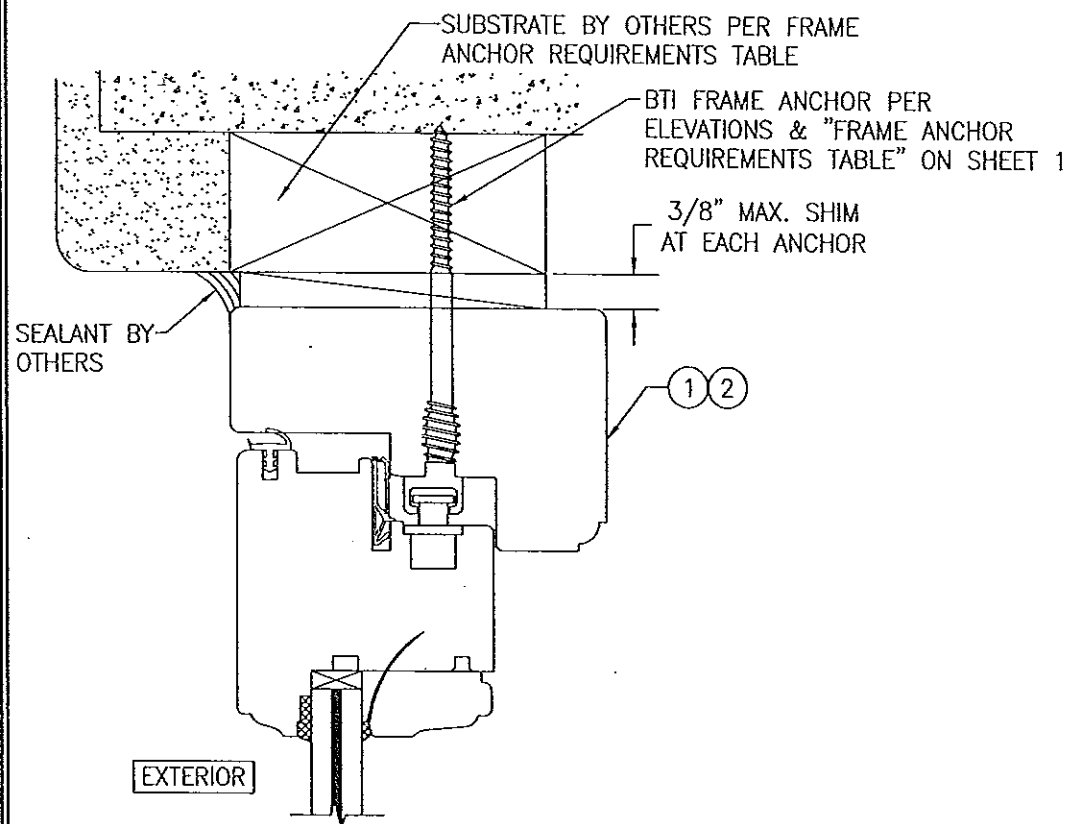 SUBSTRATE BY OTHERS PER FRAME
ANCHOR REQUIREMENTS TABLE
BTI FRAME ANCHOR PER
ELEVATIONS & "FRAME ANCHOR
REQUIREMENTS TABLE" ON SHEET 1
3/8" MAX. SHIM
AT EACH ANCHOR
SEALANT BY
OTHERS
1 2
EXTERIOR